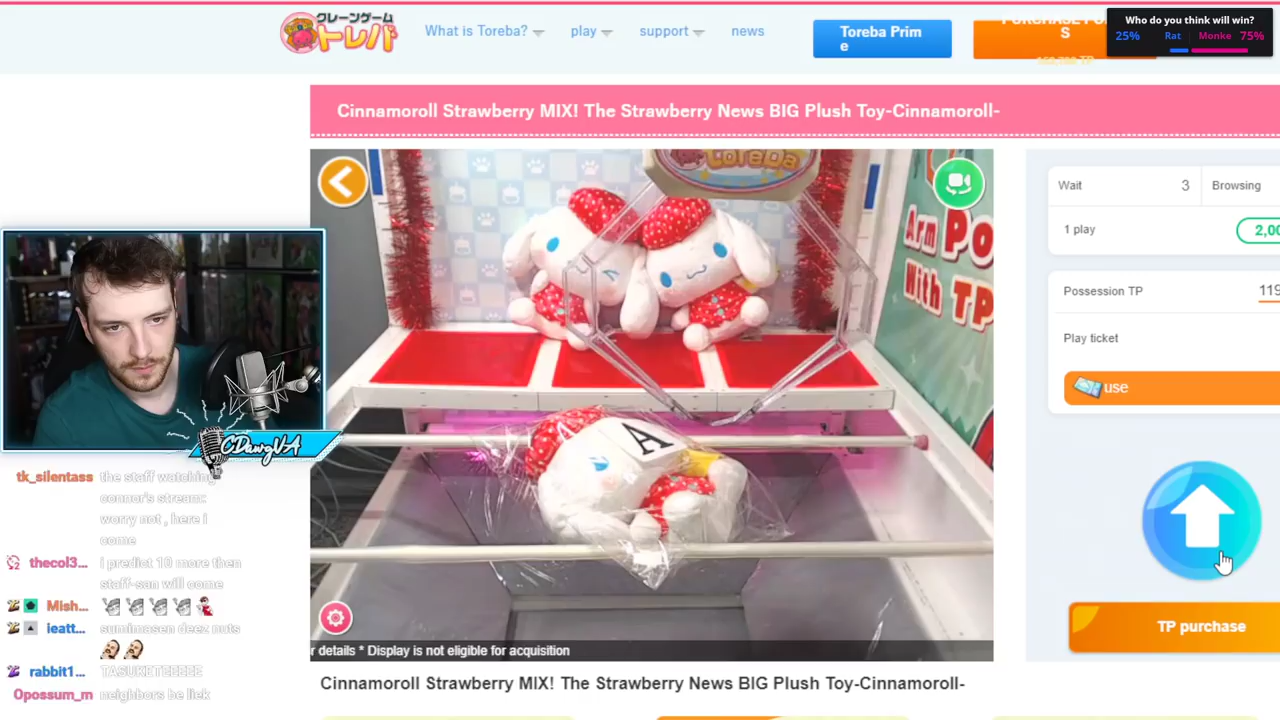 クレーンゲーム
トレバ
What is Toreba?
play
support
news
Toreba Prim
e
S
Who do you think will win?
25% Rat Monke 75%
Cinnamoroll Strawberry MIX! The Strawberry News BIG Plush Toy-Cinnamoroll-
toreba
Arm Po
With TP
A
r details * Display is not eligible for acquisition
Wait 3 Browsing
1 play 2,00
Possession TP 119
Play ticket
use
TP purchase
CDawgVA
tk_silentass the staff watching
connor's stream:
worry not , here i
come
thecol3... I predict 10 more then
staff-san will come
Mish...
ieatt... sumimosen deez nuts
rabbit1... TASUKETEEEEE
Opossum_m neighbors be liek
Cinnamoroll Strawberry MIX! The Strawberry News BIG Plush Toy-Cinnamoroll-